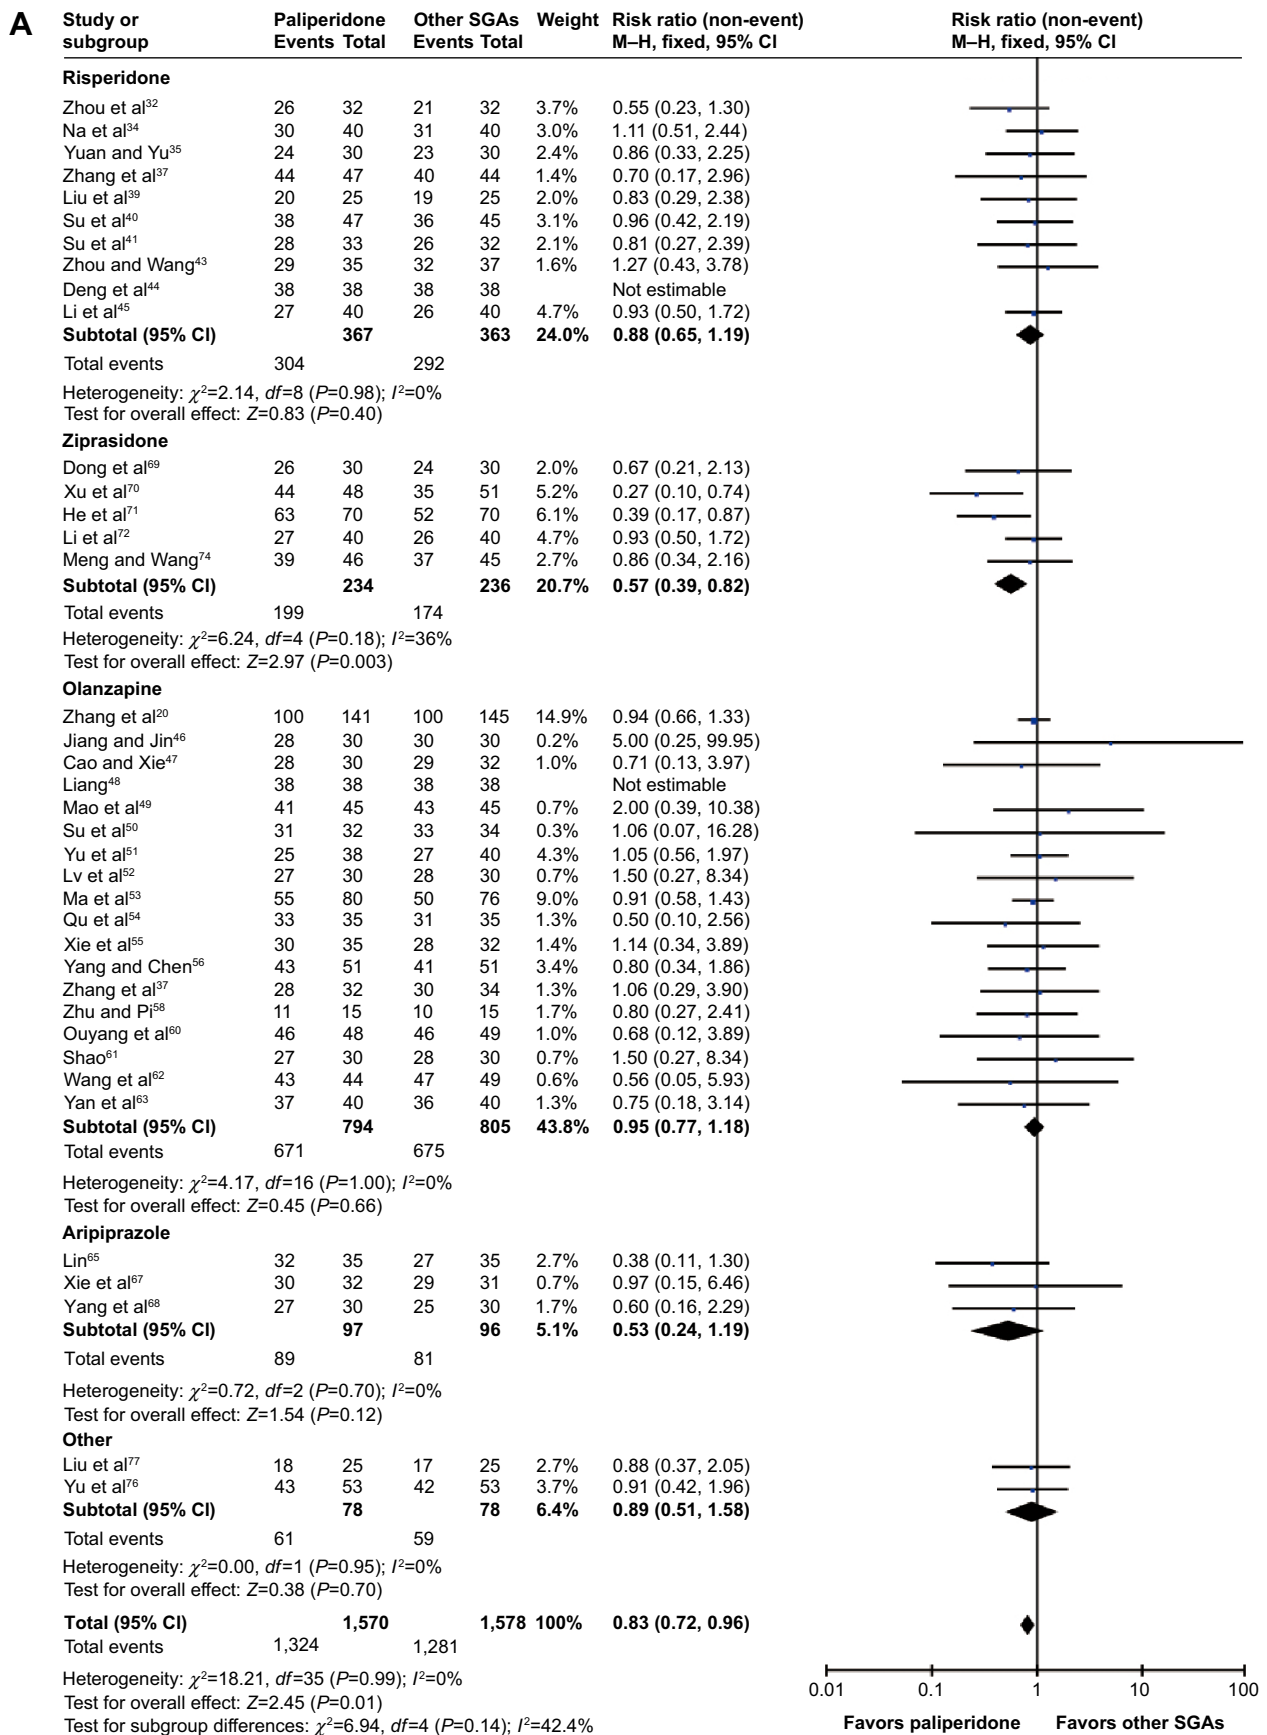 A
Study or subgroup Paliperidone Other SGAs Weight Risk ratio (non-event) Risk ratio (non-event)
Events Total Events Total M–H, fixed, 95% CI M–H, fixed, 95% CI
Risperidone
Zhou et al32 26 32 21 32 3.7% 0.55 (0.23, 1.30)
Na et al34 30 40 31 40 3.0% 1.11 (0.51, 2.44)
Yuan and Yu35 24 30 23 30 2.4% 0.86 (0.33, 2.25)
Zhang et al37 44 47 40 44 1.4% 0.70 (0.17, 2.96)
Liu et al39 20 25 19 25 2.0% 0.83 (0.29, 2.38)
Su et al40 38 47 36 45 3.1% 0.96 (0.42, 2.19)
Su et al41 28 33 26 32 2.1% 0.81 (0.27, 2.39)
Zhou and Wang43 29 35 32 37 1.6% 1.27 (0.43, 3.78)
Deng et al44 38 38 38 38 Not estimable
Li et al45 27 40 26 40 4.7% 0.93 (0.50, 1.72)
Subtotal (95% CI) 367 363 24.0% 0.88 (0.65, 1.19)
Total events 304 292
Heterogeneity: χ2=2.14, df=8 (P=0.98); I2=0%
Test for overall effect: Z=0.83 (P=0.40)
Ziprasidone
Dong et al69 26 30 24 30 2.0% 0.67 (0.21, 2.13)
Xu et al70 44 48 35 51 5.2% 0.27 (0.10, 0.74)
He et al71 63 70 52 70 6.1% 0.39 (0.17, 0.87)
Li et al72 27 40 26 40 4.7% 0.93 (0.50, 1.72)
Meng and Wang74 39 46 37 45 2.7% 0.86 (0.34, 2.16)
Subtotal (95% CI) 234 236 20.7% 0.57 (0.39, 0.82)
Total events 199 174
Heterogeneity: χ2=6.24, df=4 (P=0.18); I2=36%
Test for overall effect: Z=2.97 (P=0.003)
Olanzapine
Zhang et al20 100 141 100 145 14.9% 0.94 (0.66, 1.33)
Jiang and Jin46 28 30 30 30 0.2% 5.00 (0.25, 99.95)
Cao and Xie47 28 30 29 32 1.0% 0.71 (0.13, 3.97)
Liang48 38 38 38 38 Not estimable
Mao et al49 41 45 43 45 0.7% 2.00 (0.39, 10.38)
Su et al50 31 32 33 34 0.3% 1.06 (0.07, 16.28)
Yu et al51 25 38 27 40 4.3% 1.05 (0.56, 1.97)
Lv et al52 27 30 28 30 0.7% 1.50 (0.27, 8.34)
Ma et al53 55 80 50 76 9.0% 0.91 (0.58, 1.43)
Qu et al54 33 35 31 35 1.3% 0.50 (0.10, 2.56)
Xie et al55 30 35 28 32 1.4% 1.14 (0.34, 3.89)
Yang and Chen56 43 51 41 51 3.4% 0.80 (0.34, 1.86)
Zhang et al37 28 32 30 34 1.3% 1.06 (0.29, 3.90)
Zhu and Pi58 11 15 10 15 1.7% 0.80 (0.27, 2.41)
Ouyang et al60 46 48 46 49 1.0% 0.68 (0.12, 3.89)
Shao61 27 30 28 30 0.7% 1.50 (0.27, 8.34)
Wang et al62 43 44 47 49 0.6% 0.56 (0.05, 5.93)
Yan et al63 37 40 36 40 1.3% 0.75 (0.18, 3.14)
Subtotal (95% CI) 794 805 43.8% 0.95 (0.77, 1.18)
Total events 671 675
Heterogeneity: χ2=4.17, df=16 (P=1.00); I2=0%
Test for overall effect: Z=0.45 (P=0.66)
Aripiprazole
Lin65 32 35 27 35 2.7% 0.38 (0.11, 1.30)
Xie et al67 30 32 29 31 0.7% 0.97 (0.15, 6.46)
Yang et al68 27 30 25 30 1.7% 0.60 (0.16, 2.29)
Subtotal (95% CI) 97 96 5.1% 0.53 (0.24, 1.19)
Total events 89 81
Heterogeneity: χ2=0.72, df=2 (P=0.70); I2=0%
Test for overall effect: Z=1.54 (P=0.12)
Other
Liu et al77 18 25 17 25 2.7% 0.88 (0.37, 2.05)
Yu et al76 43 53 42 53 3.7% 0.91 (0.42, 1.96)
Subtotal (95% CI) 78 78 6.4% 0.89 (0.51, 1.58)
Total events 61 59
Heterogeneity: χ2=0.00, df=1 (P=0.95); I2=0%
Test for overall effect: Z=0.38 (P=0.70)
Total (95% CI) 1,570 1,578 100% 0.83 (0.72, 0.96)
Total events 1,324 1,281
Heterogeneity: χ2=18.21, df=35 (P=0.99); I2=0%
Test for overall effect: Z=2.45 (P=0.01)
Test for subgroup differences: χ2=6.94, df=4 (P=0.14); I2=42.4%
0.01 0.1 1 10 100
Favors paliperidone Favors other SGAs